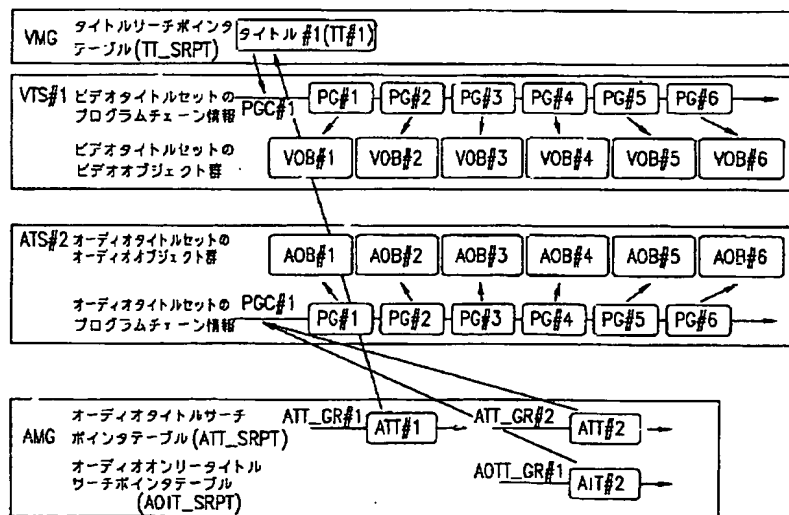 VMG タイトルリーチポインタ
テーブル(TT_SRPT)
タイトル #1(TT#1)
VTS#1 ビデオタイトルセットの
プログラムチェーン情報
PGC#1 PG#1 PG#2 PG#3 PG#4 PG#5 PG#6
ビデオタイトルセットの
ビデオオブジェクト群
VOB#1 VOB#2 VOB#3 VOB#4 VOB#5 VOB#6
ATS#2 オーディオタイトルセットの
オーディオオブジェクト群
AOB#1 AOB#2 AOB#3 AOB#4 AOB#5 AOB#6
オーディオタイトルセットの
プログラムチェーン情報
PGC#1 PG#1 PG#2 PG#3 PG#4 PG#5 PG#6
AMG オーディオタイトルサーチ
ポインタテーブル(ATT_SRPT)
ATT_GR#1 ATT#1 ATT_GR#2 ATT#2
オーディオオンリータイトル
サーチポインタテーブル
(AOIT_SRPT)
AOTT_GR#1 AIT#2